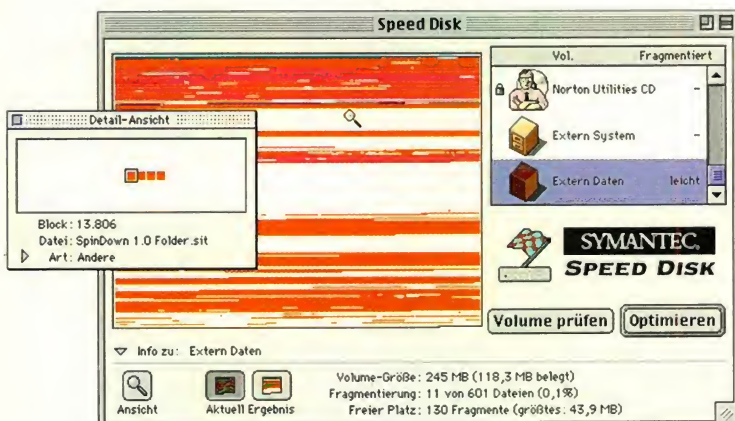 Speed Disk
Vol. Fragmentiert
Norton Utilities CD –
Extern System –
Extern Daten leicht
Detail-Ansicht
Block: 13.806
Datei: SpinDown 1.0 Folder.sit
Art: Andere
SYMANTEC.
SPEED DISK
Volume prüfen
Optimieren
Info zu: Extern Daten
Ansicht
Aktuell Ergebnis
Volume-Größe: 245 MB (118,3 MB belegt)
Fragmentierung: 11 von 601 Dateien (0,1%)
Freier Platz: 130 Fragmente (größtes: 43,9 MB)